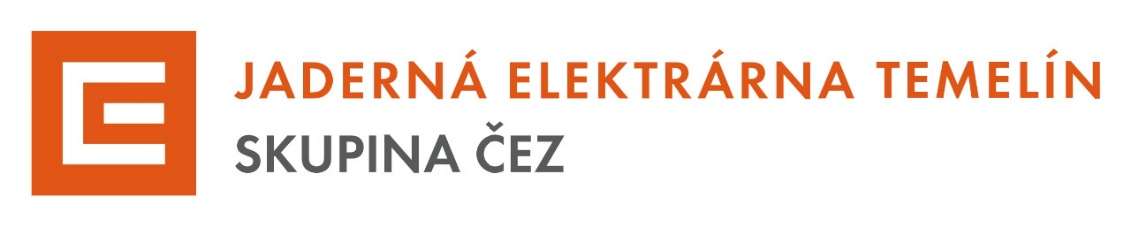 JADERNÁ ELEKTRÁRNA TEMELÍN
SKUPINA ČEZ